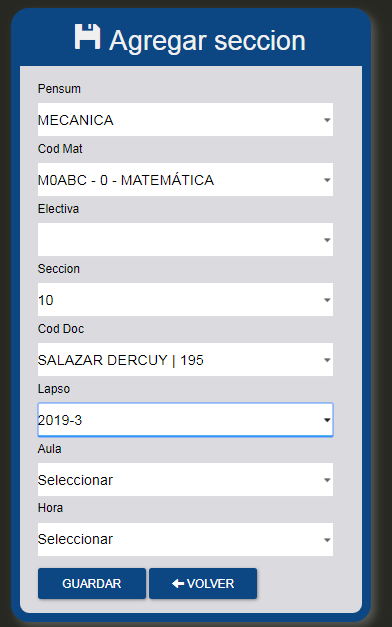 Agregar seccion
Pensum
MECANICA
Cod Mat
M0ABC - 0 - MATEMÁTICA
Electiva
Seccion
10
Cod Doc
SALAZAR DERCUY | 195
Lapso
2019-3
Aula
Seleccionar
Hora
Seleccionar
GUARDAR VOLVER